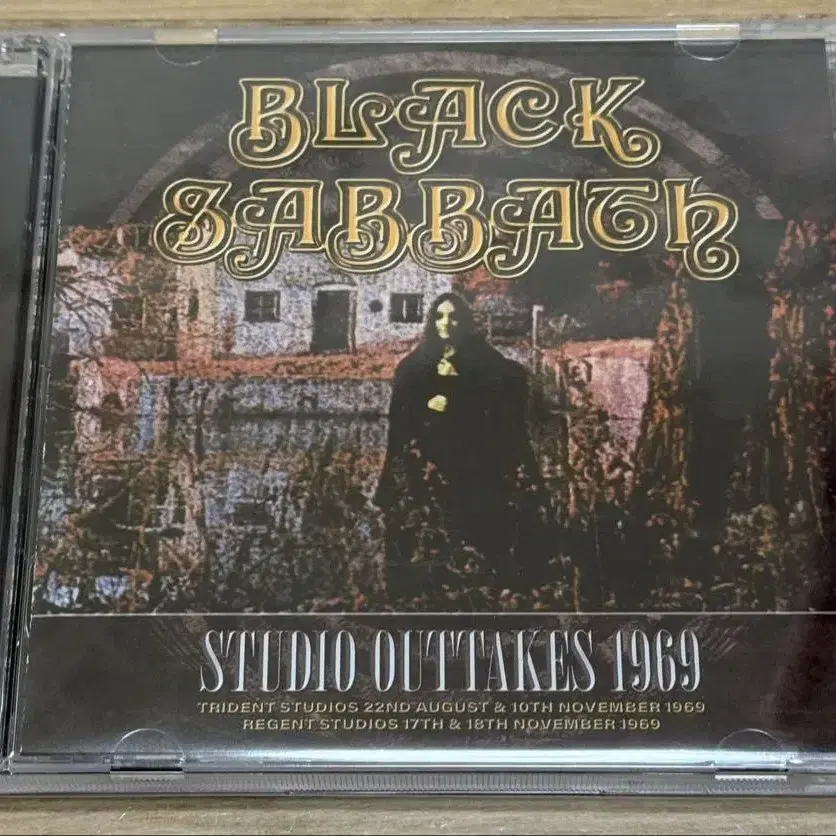 BLACK
SABBATH
STUDIO OUTTAKES 1969
TRIDENT STUDIOS 22ND AUGUST & 10TH NOVEMBER 1969
REGENT STUDIOS 17TH & 18TH NOVEMBER 1969